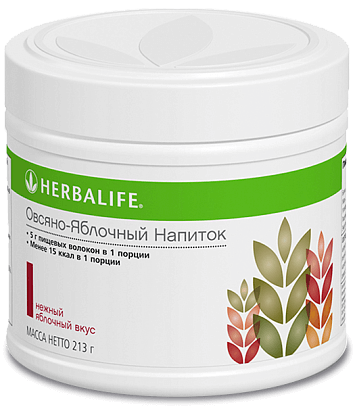 HERBALIFE®
Овсяно-Яблочный Напиток
• 5 г пищевых волокон в 1 порции
• Менее 15 ккал в 1 порции
нежный
яблочный вкус
МАССА НЕТТО 213 г